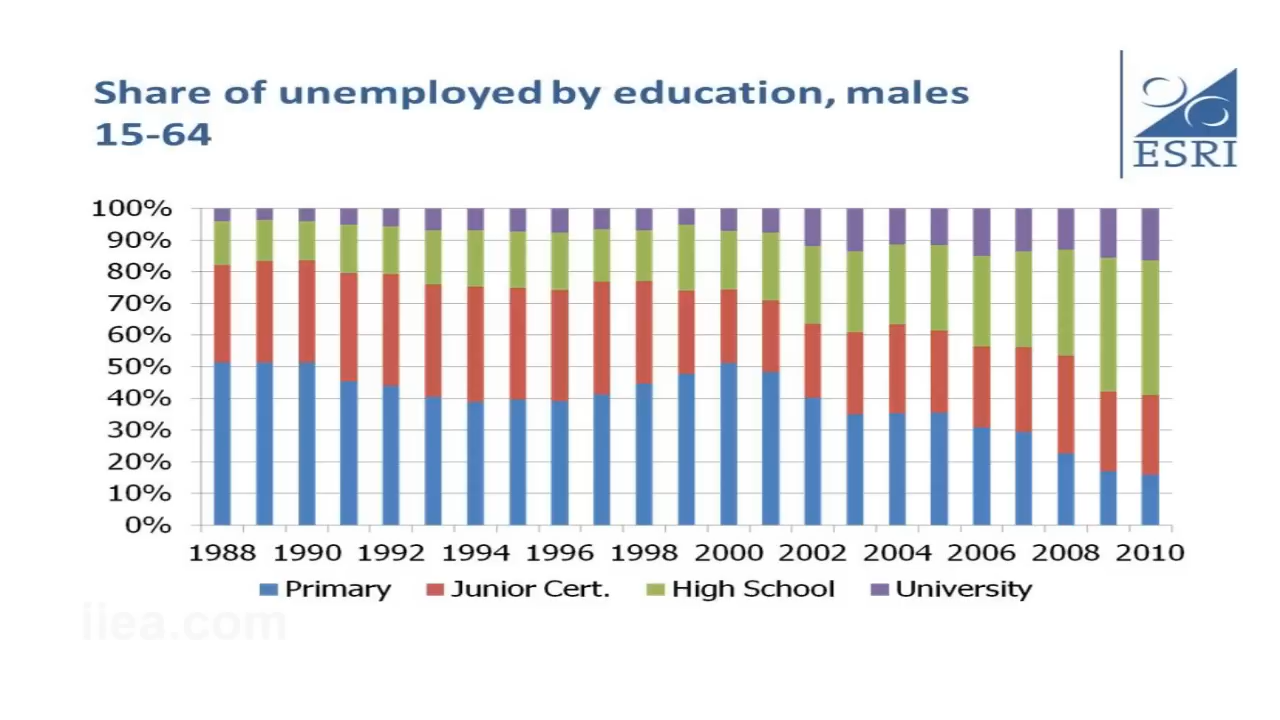 Share of unemployed by education, males
15-64
ESRI
100%
90%
80%
70%
60%
50%
40%
30%
20%
10%
0%
1988 1990 1992 1994 1996 1998 2000 2002 2004 2006 2008 2010
Primary Junior Cert. High School University
ilea.com